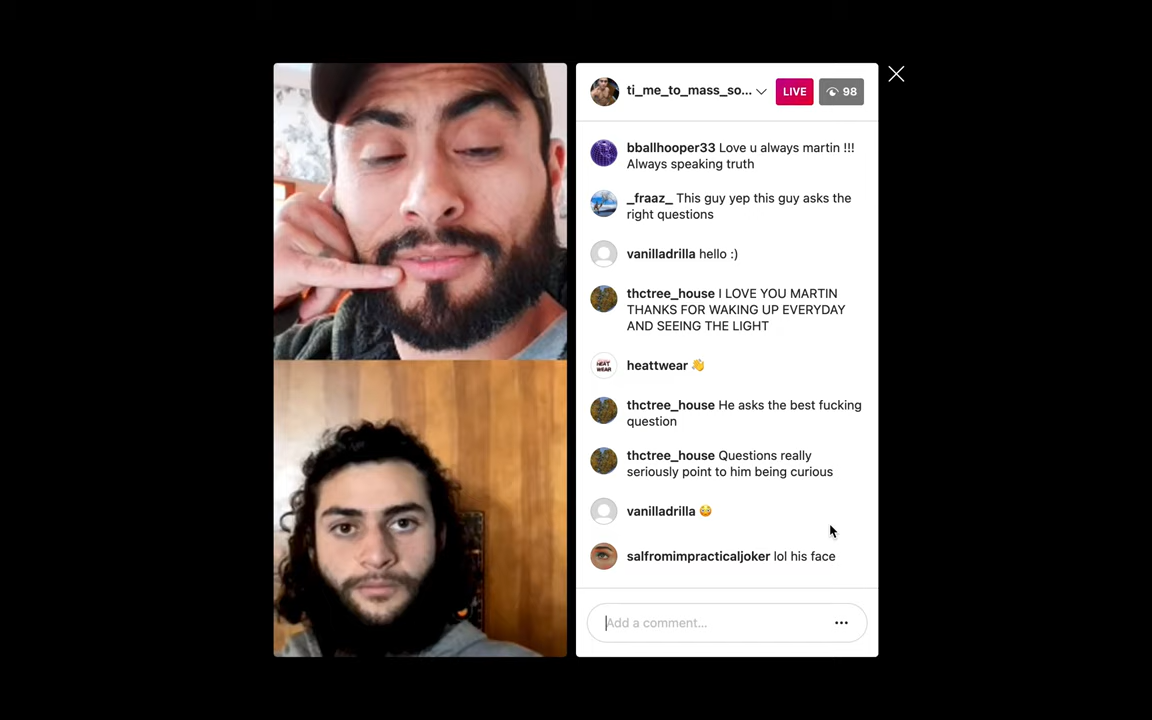 ti_me_to_mass_so...
LIVE
98
bballhooper33 Love u always martin !!!
Always speaking truth
_fraaz_ This guy yep this guy asks the
right questions
vanilladrilla hello :)
thctree_house I LOVE YOU MARTIN
THANKS FOR WAKING UP EVERYDAY
AND SEEING THE LIGHT
HEAT
WEAR
heattwear 👋
thctree_house He asks the best fucking
question
thctree_house Questions really
seriously point to him being curious
vanilladrilla 😳
salfromimpracticaljoker lol his face
Add a comment...